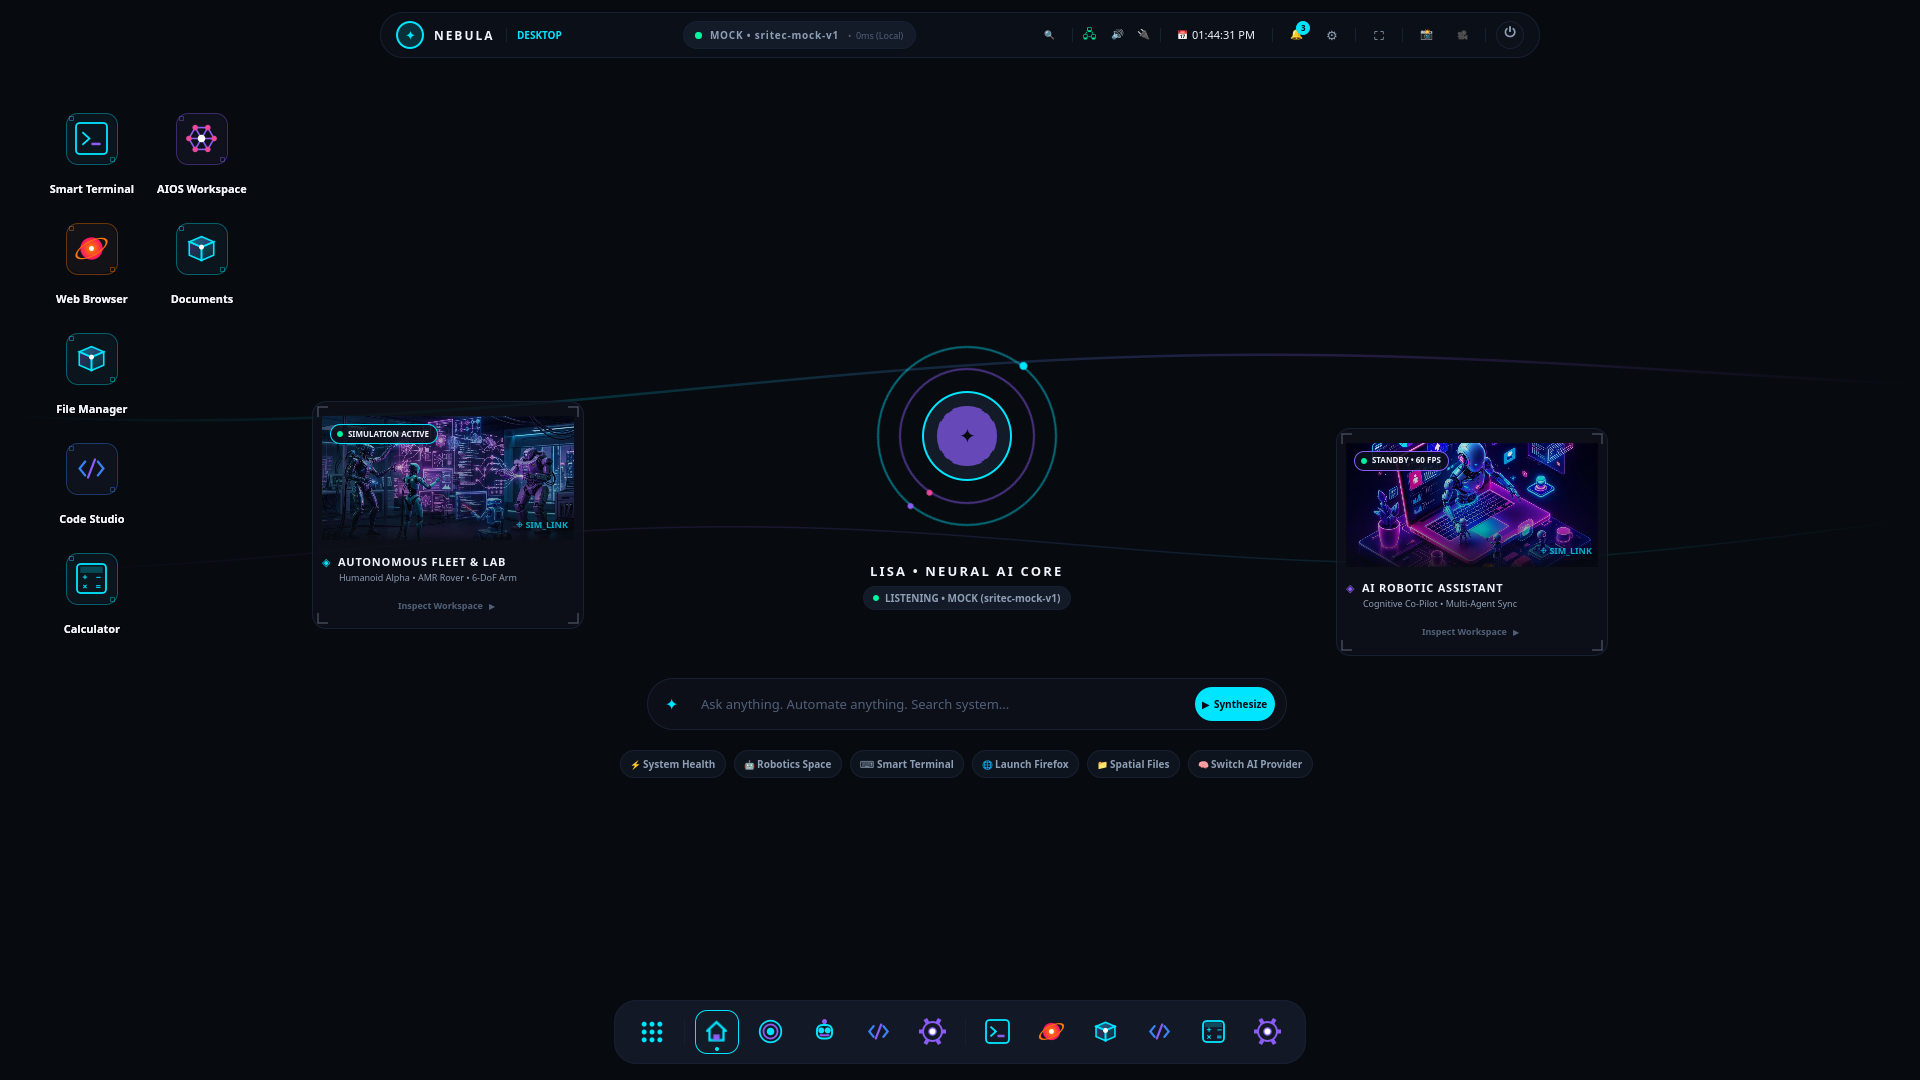 NEBULA DESKTOP MOCK • sritec-mock-v1 • 0ms (Local) 01:44:31 PM 3
Smart Terminal AIOS Workspace
Web Browser Documents
File Manager
Code Studio
Calculator
SIMULATION ACTIVE
SIM_LINK
AUTONOMOUS FLEET & LAB
Humanoid Alpha • AMR Rover • 6-DoF Arm
Inspect Workspace ▶
LISA • NEURAL AI CORE
LISTENING • MOCK (sritec-mock-v1)
STANDBY • 60 FPS
SIM_LINK
AI ROBOTIC ASSISTANT
Cognitive Co-Pilot • Multi-Agent Sync
Inspect Workspace ▶
Ask anything. Automate anything. Search system... ▶ Synthesize
System Health Robotics Space Smart Terminal Launch Firefox Spatial Files Switch AI Provider